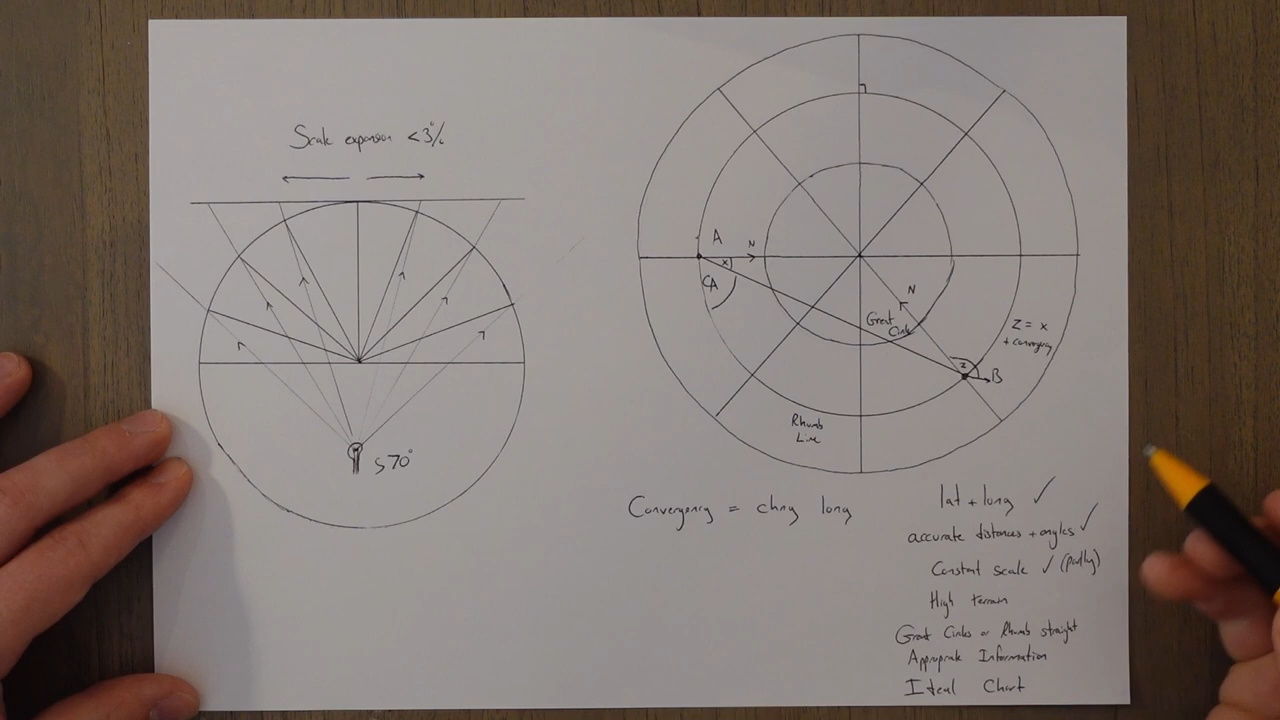 Scale expansion <3%
S70°
A
N
x
CA
N
Great
Circle
Z = x
+ convergency
z
B
Rhumb
Line
Convergency = chng long
lat + long ✓
accurate distances + angles ✓
Constant scale ✓ (partly)
High terrain
Great Circles or Rhumb straight
Appropriate Information
Ideal Chart